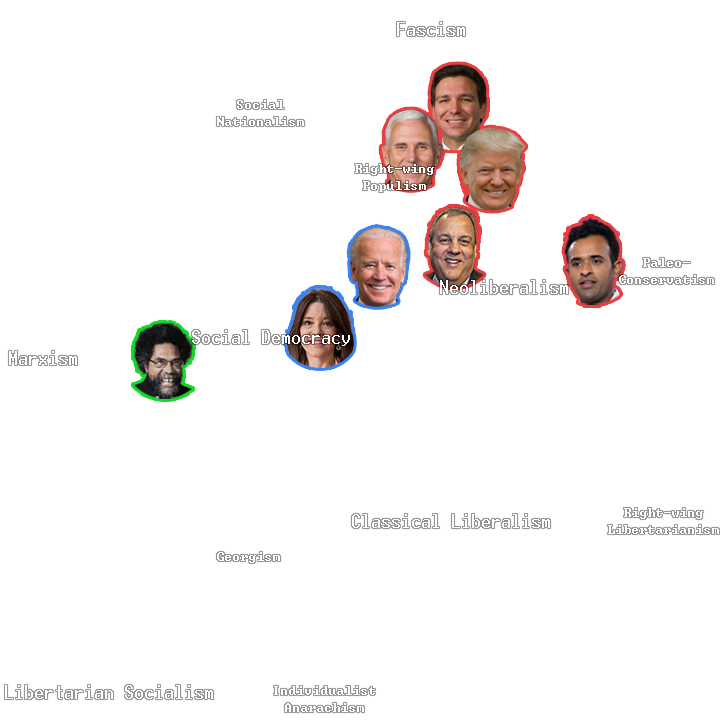 Fascism
Social
Nationalism
Right-wing
Populism
Paleo-
Conservatism
Neoliberalism
Social Democracy
Marxism
Classical Liberalism
Right-wing
Libertarianism
Georgism
Libertarian Socialism
Individualist
Anarachism